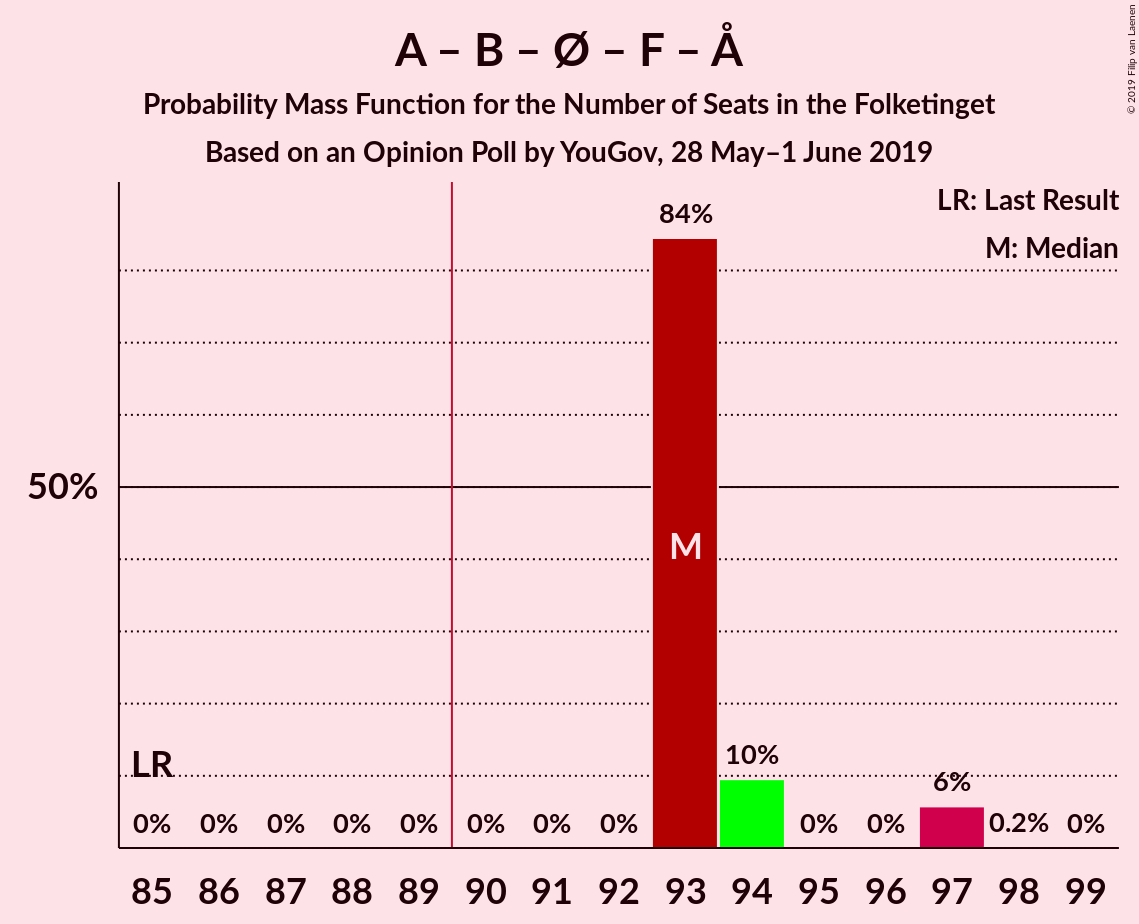 A – B – Ø – F – Å
Probability Mass Function for the Number of Seats in the Folketinget
Based on an Opinion Poll by YouGov, 28 May–1 June 2019
© 2019 Filip van Laenen
LR: Last Result
M: Median
84%
50%
M
LR
10%
6%
0% 0% 0% 0% 0% 0% 0% 0% 0% 0% 0.2% 0%
85 86 87 88 89 90 91 92 93 94 95 96 97 98 99